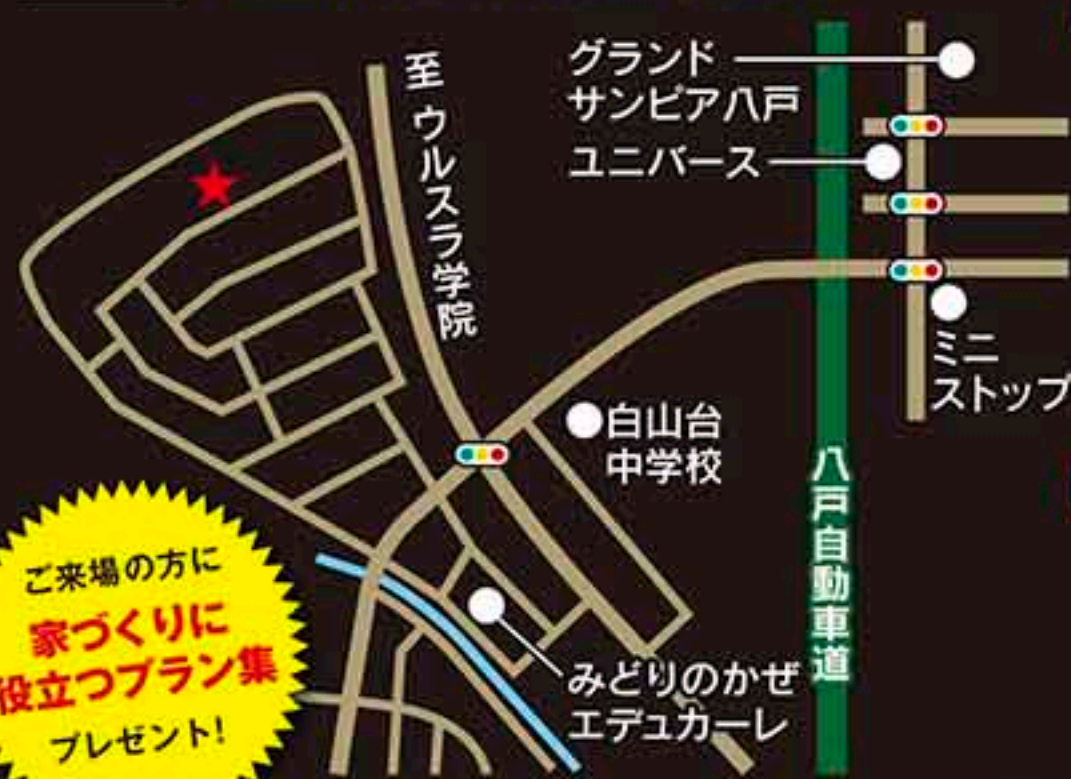 至 ウルスラ学院
グランド
サンピア八戸
ユニバース
ミニ
ストップ
白山台
中学校
八戸自動車道
みどりのかぜ
エデュカーレ
ご来場の方に
家づくりに
役立つプラン集
プレゼント!